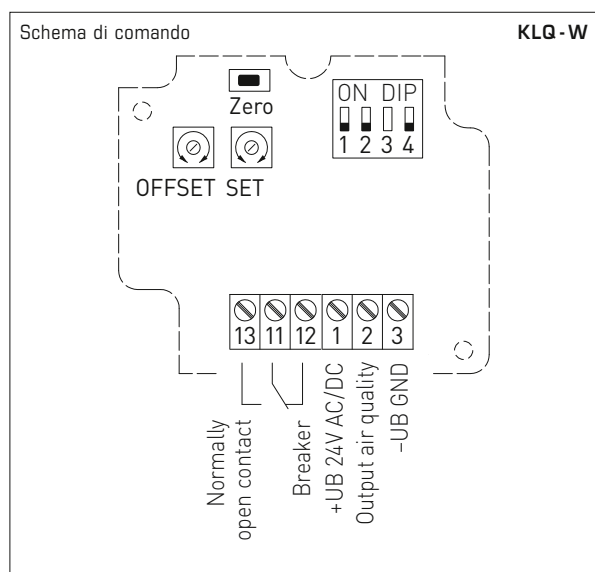 Schema di comando
KLQ-W
Zero
ON DIP
1 2 3 4
OFFSET SET
13 11 12 1 2 3
Normally
open contact
Breaker
+UB 24V AC/DC
Output air quality
-UB GND